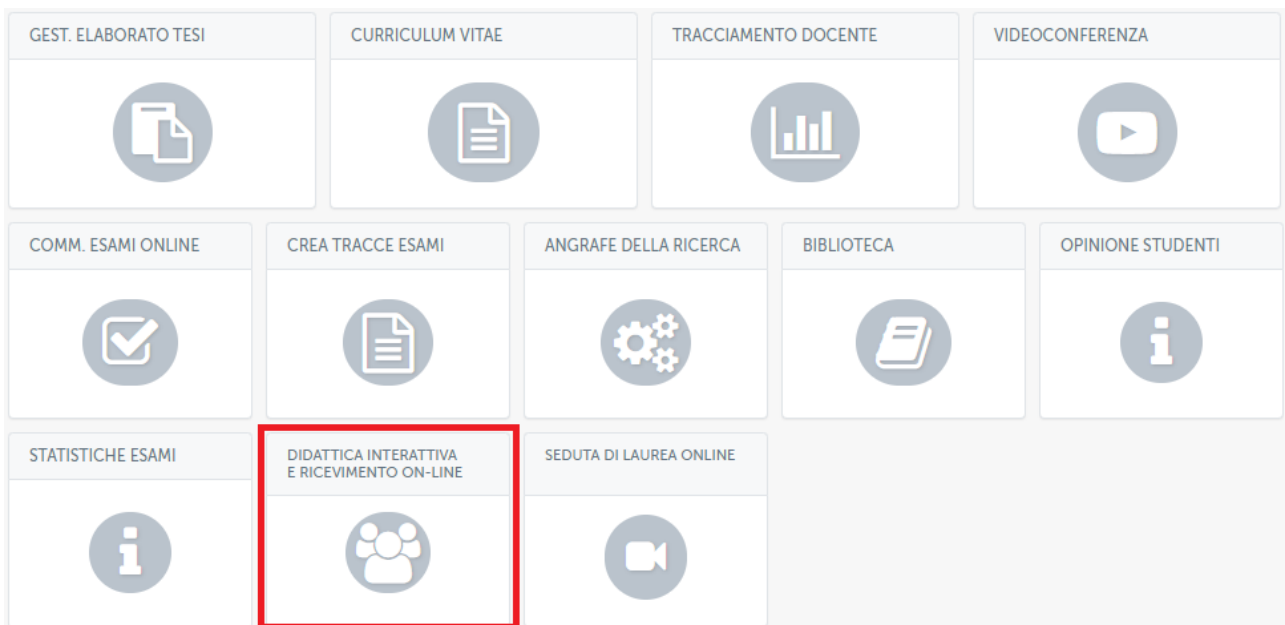 GEST. ELABORATO TESI
CURRICULUM VITAE
TRACCIAMENTO DOCENTE
VIDEOCONFERENZA
COMM. ESAMI ONLINE
CREA TRACCE ESAMI
ANGRAFE DELLA RICERCA
BIBLIOTECA
OPINIONE STUDENTI
STATISTICHE ESAMI
DIDATTICA INTERATTIVA
E RICEVIMENTO ON-LINE
SEDUTA DI LAUREA ONLINE